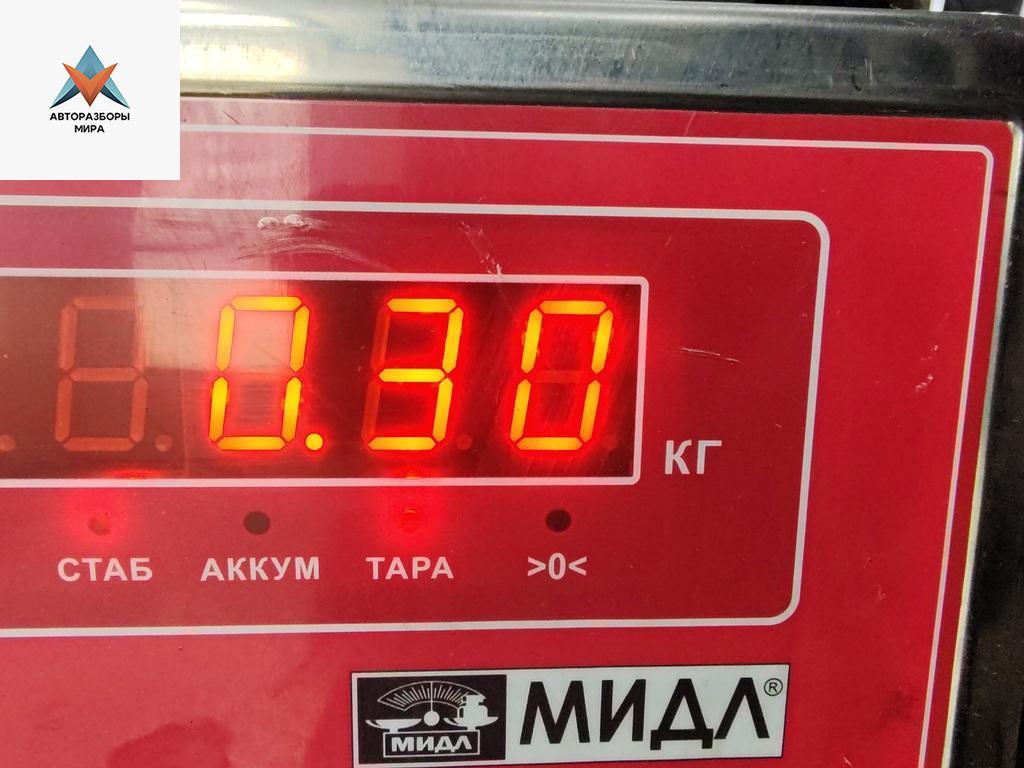 АВТОРАЗБОРЫ
МИРА
0.30
КГ
СТАБ АККУМ ТАРА >0<
МИДЛ МИДЛ®